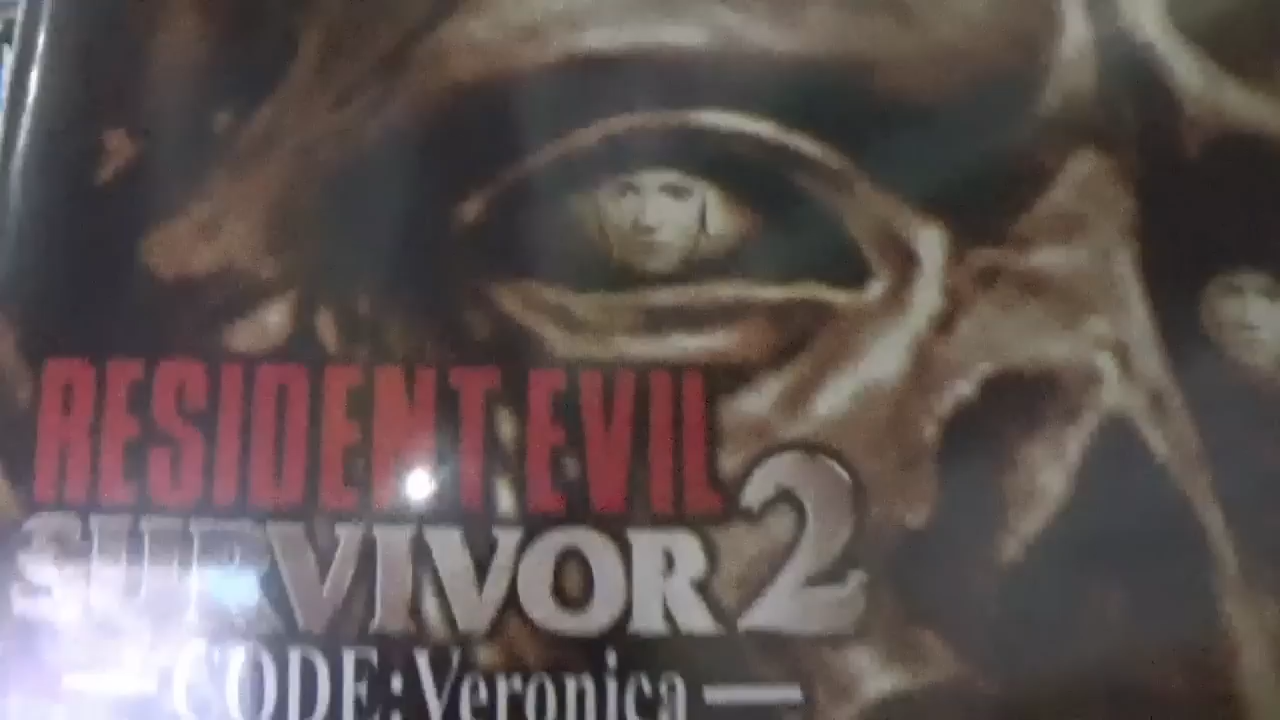 RESIDENT EVIL
SURVIVOR 2
— CODE: Veronica —